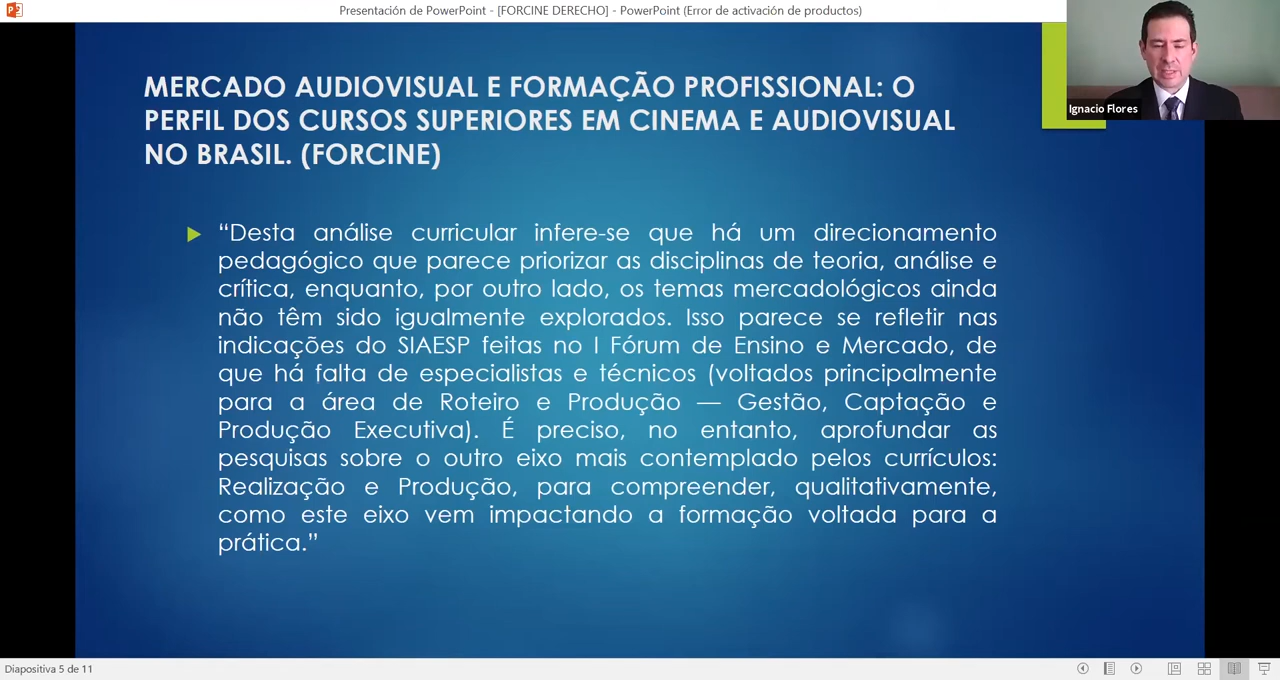 Presentación de PowerPoint - [FORCINE DERECHO] - PowerPoint (Error de activación de productos)
Ignacio Flores
MERCADO AUDIOVISUAL E FORMAÇÃO PROFISSIONAL: O
PERFIL DOS CURSOS SUPERIORES EM CINEMA E AUDIOVISUAL
NO BRASIL. (FORCINE)
“Desta análise curricular infere-se que há um direcionamento
pedagógico que parece priorizar as disciplinas de teoria, análise e
crítica, enquanto, por outro lado, os temas mercadológicos ainda
não têm sido igualmente explorados. Isso parece se refletir nas
indicações do SIAESP feitas no I Fórum de Ensino e Mercado, de
que há falta de especialistas e técnicos (voltados principalmente
para a área de Roteiro e Produção — Gestão, Captação e
Produção Executiva). É preciso, no entanto, aprofundar as
pesquisas sobre o outro eixo mais contemplado pelos currículos:
Realização e Produção, para compreender, qualitativamente,
como este eixo vem impactando a formação voltada para a
prática.”
Diapositiva 5 de 11